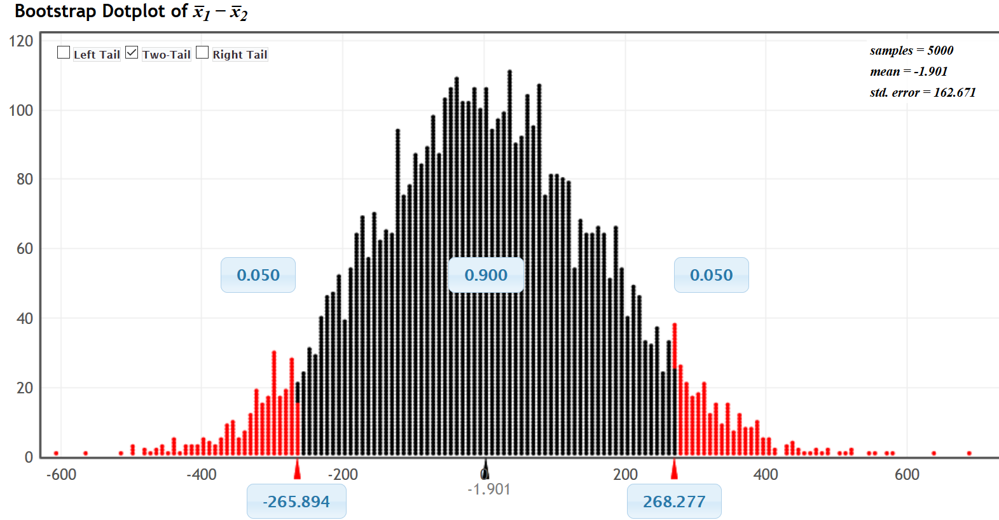 Bootstrap Dotplot of x̅1 − x̅2
120
Left Tail Two-Tail Right Tail
samples = 5000
mean = -1.901
std. error = 162.671
100
80
60
0.050 0.900 0.050
40
20
0
-600 -400 -200 0 200 400 600
-1.901
-265.894 268.277